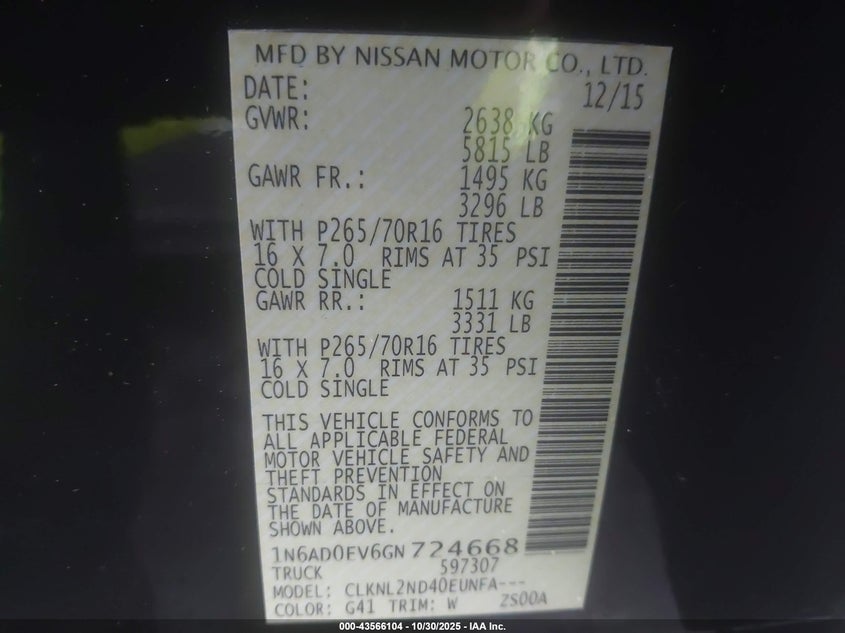 MFD BY NISSAN MOTOR CO., LTD.
DATE: 12/15
GVWR: 2638 KG
5815 LB
GAWR FR.: 1495 KG
3296 LB
WITH P265/70R16 TIRES
16 X 7.0 RIMS AT 35 PSI
COLD SINGLE
GAWR RR.: 1511 KG
3331 LB
WITH P265/70R16 TIRES
16 X 7.0 RIMS AT 35 PSI
COLD SINGLE
THIS VEHICLE CONFORMS TO
ALL APPLICABLE FEDERAL
MOTOR VEHICLE SAFETY AND
THEFT PREVENTION
STANDARDS IN EFFECT ON
THE DATE OF MANUFACTURE
SHOWN ABOVE.
1N6AD0EV6GN724668
TRUCK 597307
MODEL: CLKNL2ND40EUNFA---
COLOR: G41 TRIM: W ZS00A
000-43566104 - 10/30/2025 - IAA Inc.